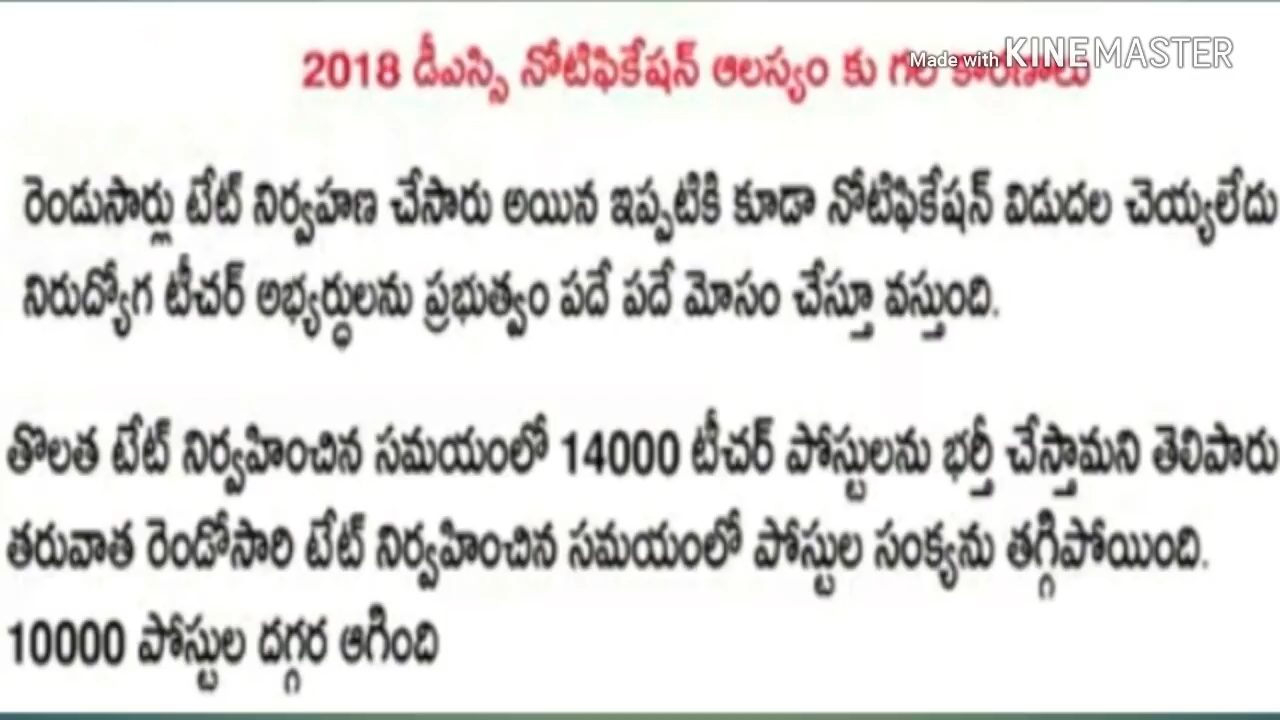 2018 డీఎస్సి నోటిఫికేషన్ ఆలస్యం కు గల కారణాలు
Made with KINEMASTER
రెండుసార్లు టేట్ నిర్వహణ చేసారు అయిన ఇప్పటికి కూడా నోటిఫికేషన్ విడుదల చెయ్యలేదు
నిరుద్యోగ టీచర్ అభ్యర్ధులను ప్రభుత్వం పదే పదే మోసం చేస్తూ వస్తుంది.
తొలత టేట్ నిర్వహించిన సమయంలో 14000 టీచర్ పోస్టులను భర్తీ చేస్తామని తెలిపారు
తరువాత రెండోసారి టేట్ నిర్వహించిన సమయంలో పోస్టుల సంక్యను తగ్గిపోయింది.
10000 పోస్టుల దగ్గర ఆగింది